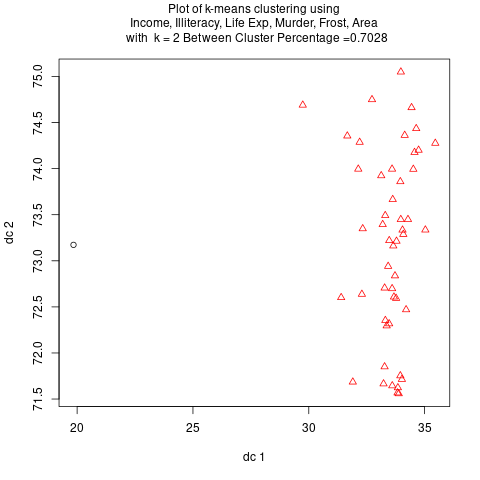 Plot of k-means clustering using
Income, Illiteracy, Life Exp, Murder, Frost, Area
with k = 2 Between Cluster Percentage =0.7028
75.0
74.5
74.0
73.5
73.0
72.5
72.0
71.5
dc 2
20
25
30
35
dc 1